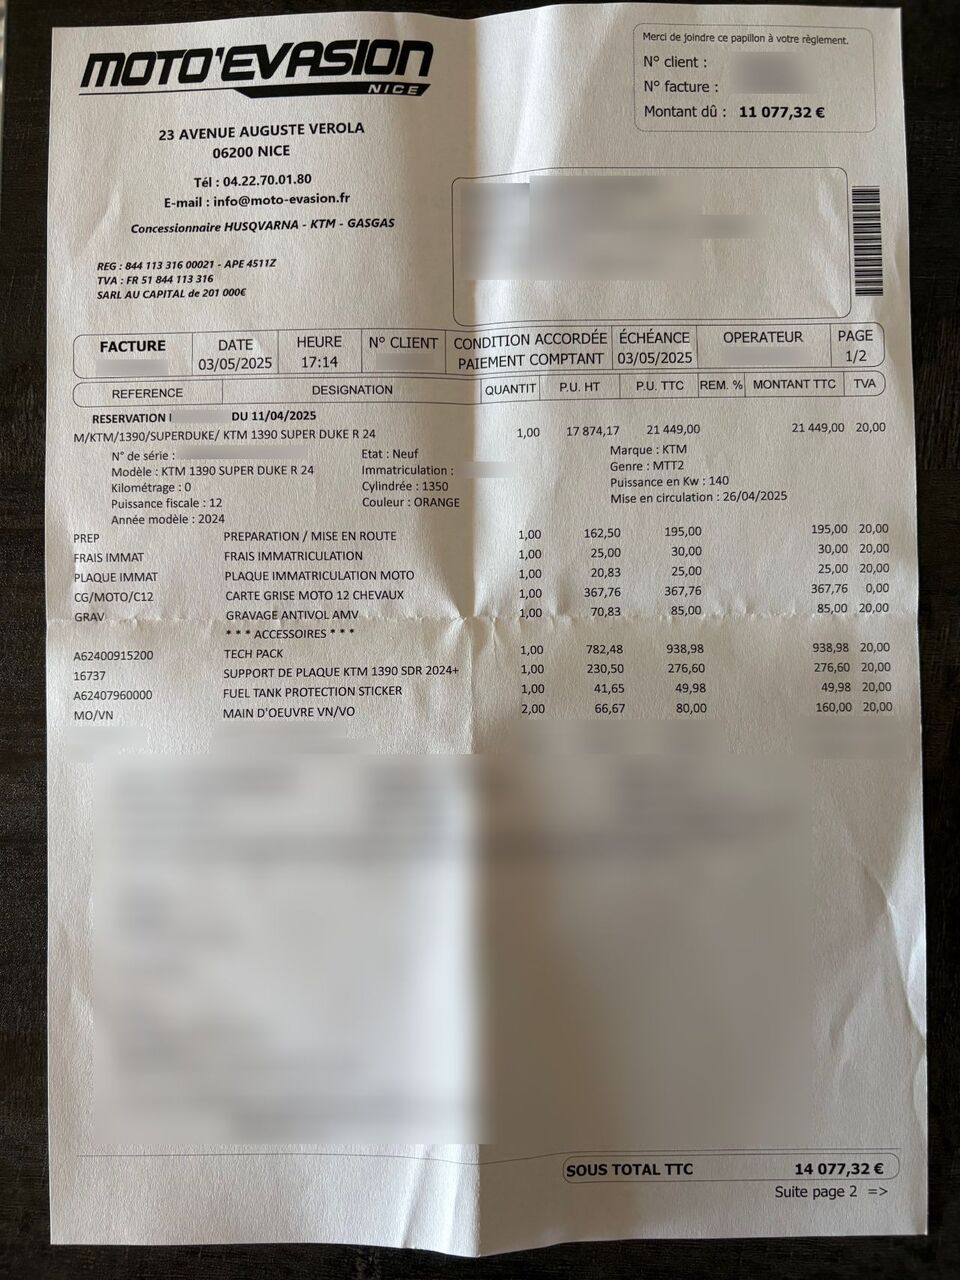 MOTO'EVASION
NICE
23 AVENUE AUGUSTE VEROLA
06200 NICE
Tél : 04.22.70.01.80
E-mail : info@moto-evasion.fr
Concessionnaire HUSQVARNA - KTM - GASGAS
REG : 844 113 316 00021 - APE 4511Z
TVA : FR 51 844 113 316
SARL AU CAPITAL de 201 000€
Merci de joindre ce papillon à votre règlement.
N° client :
N° facture :
Montant dû : 11 077,32 €
FACTURE DATE HEURE N° CLIENT CONDITION ACCORDÉE ÉCHÉANCE OPERATEUR PAGE
03/05/2025 17:14 PAIEMENT COMPTANT 03/05/2025 1/2
REFERENCE DESIGNATION QUANTIT P.U. HT P.U. TTC REM. % MONTANT TTC TVA
RESERVATION DU 11/04/2025
M/KTM/1390/SUPERDUKE/ KTM 1390 SUPER DUKE R 24 1,00 17 874,17 21 449,00 21 449,00 20,00
N° de série : Etat : Neuf Marque : KTM
Modèle : KTM 1390 SUPER DUKE R 24 Immatriculation : Genre : MTT2
Kilométrage : 0 Cylindrée : 1350 Puissance en Kw : 140
Puissance fiscale : 12 Couleur : ORANGE Mise en circulation : 26/04/2025
Année modèle : 2024
PREP PREPARATION / MISE EN ROUTE 1,00 162,50 195,00 195,00 20,00
FRAIS IMMAT FRAIS IMMATRICULATION 1,00 25,00 30,00 30,00 20,00
PLAQUE IMMAT PLAQUE IMMATRICULATION MOTO 1,00 20,83 25,00 25,00 20,00
CG/MOTO/C12 CARTE GRISE MOTO 12 CHEVAUX 1,00 367,76 367,76 367,76 0,00
GRAV GRAVAGE ANTIVOL AMV 1,00 70,83 85,00 85,00 20,00
* * * ACCESSOIRES * * *
A62400915200 TECH PACK 1,00 782,48 938,98 938,98 20,00
16737 SUPPORT DE PLAQUE KTM 1390 SDR 2024+ 1,00 230,50 276,60 276,60 20,00
A62407960000 FUEL TANK PROTECTION STICKER 1,00 41,65 49,98 49,98 20,00
MO/VN MAIN D'OEUVRE VN/VO 2,00 66,67 80,00 160,00 20,00
SOUS TOTAL TTC 14 077,32 €
Suite page 2 =>